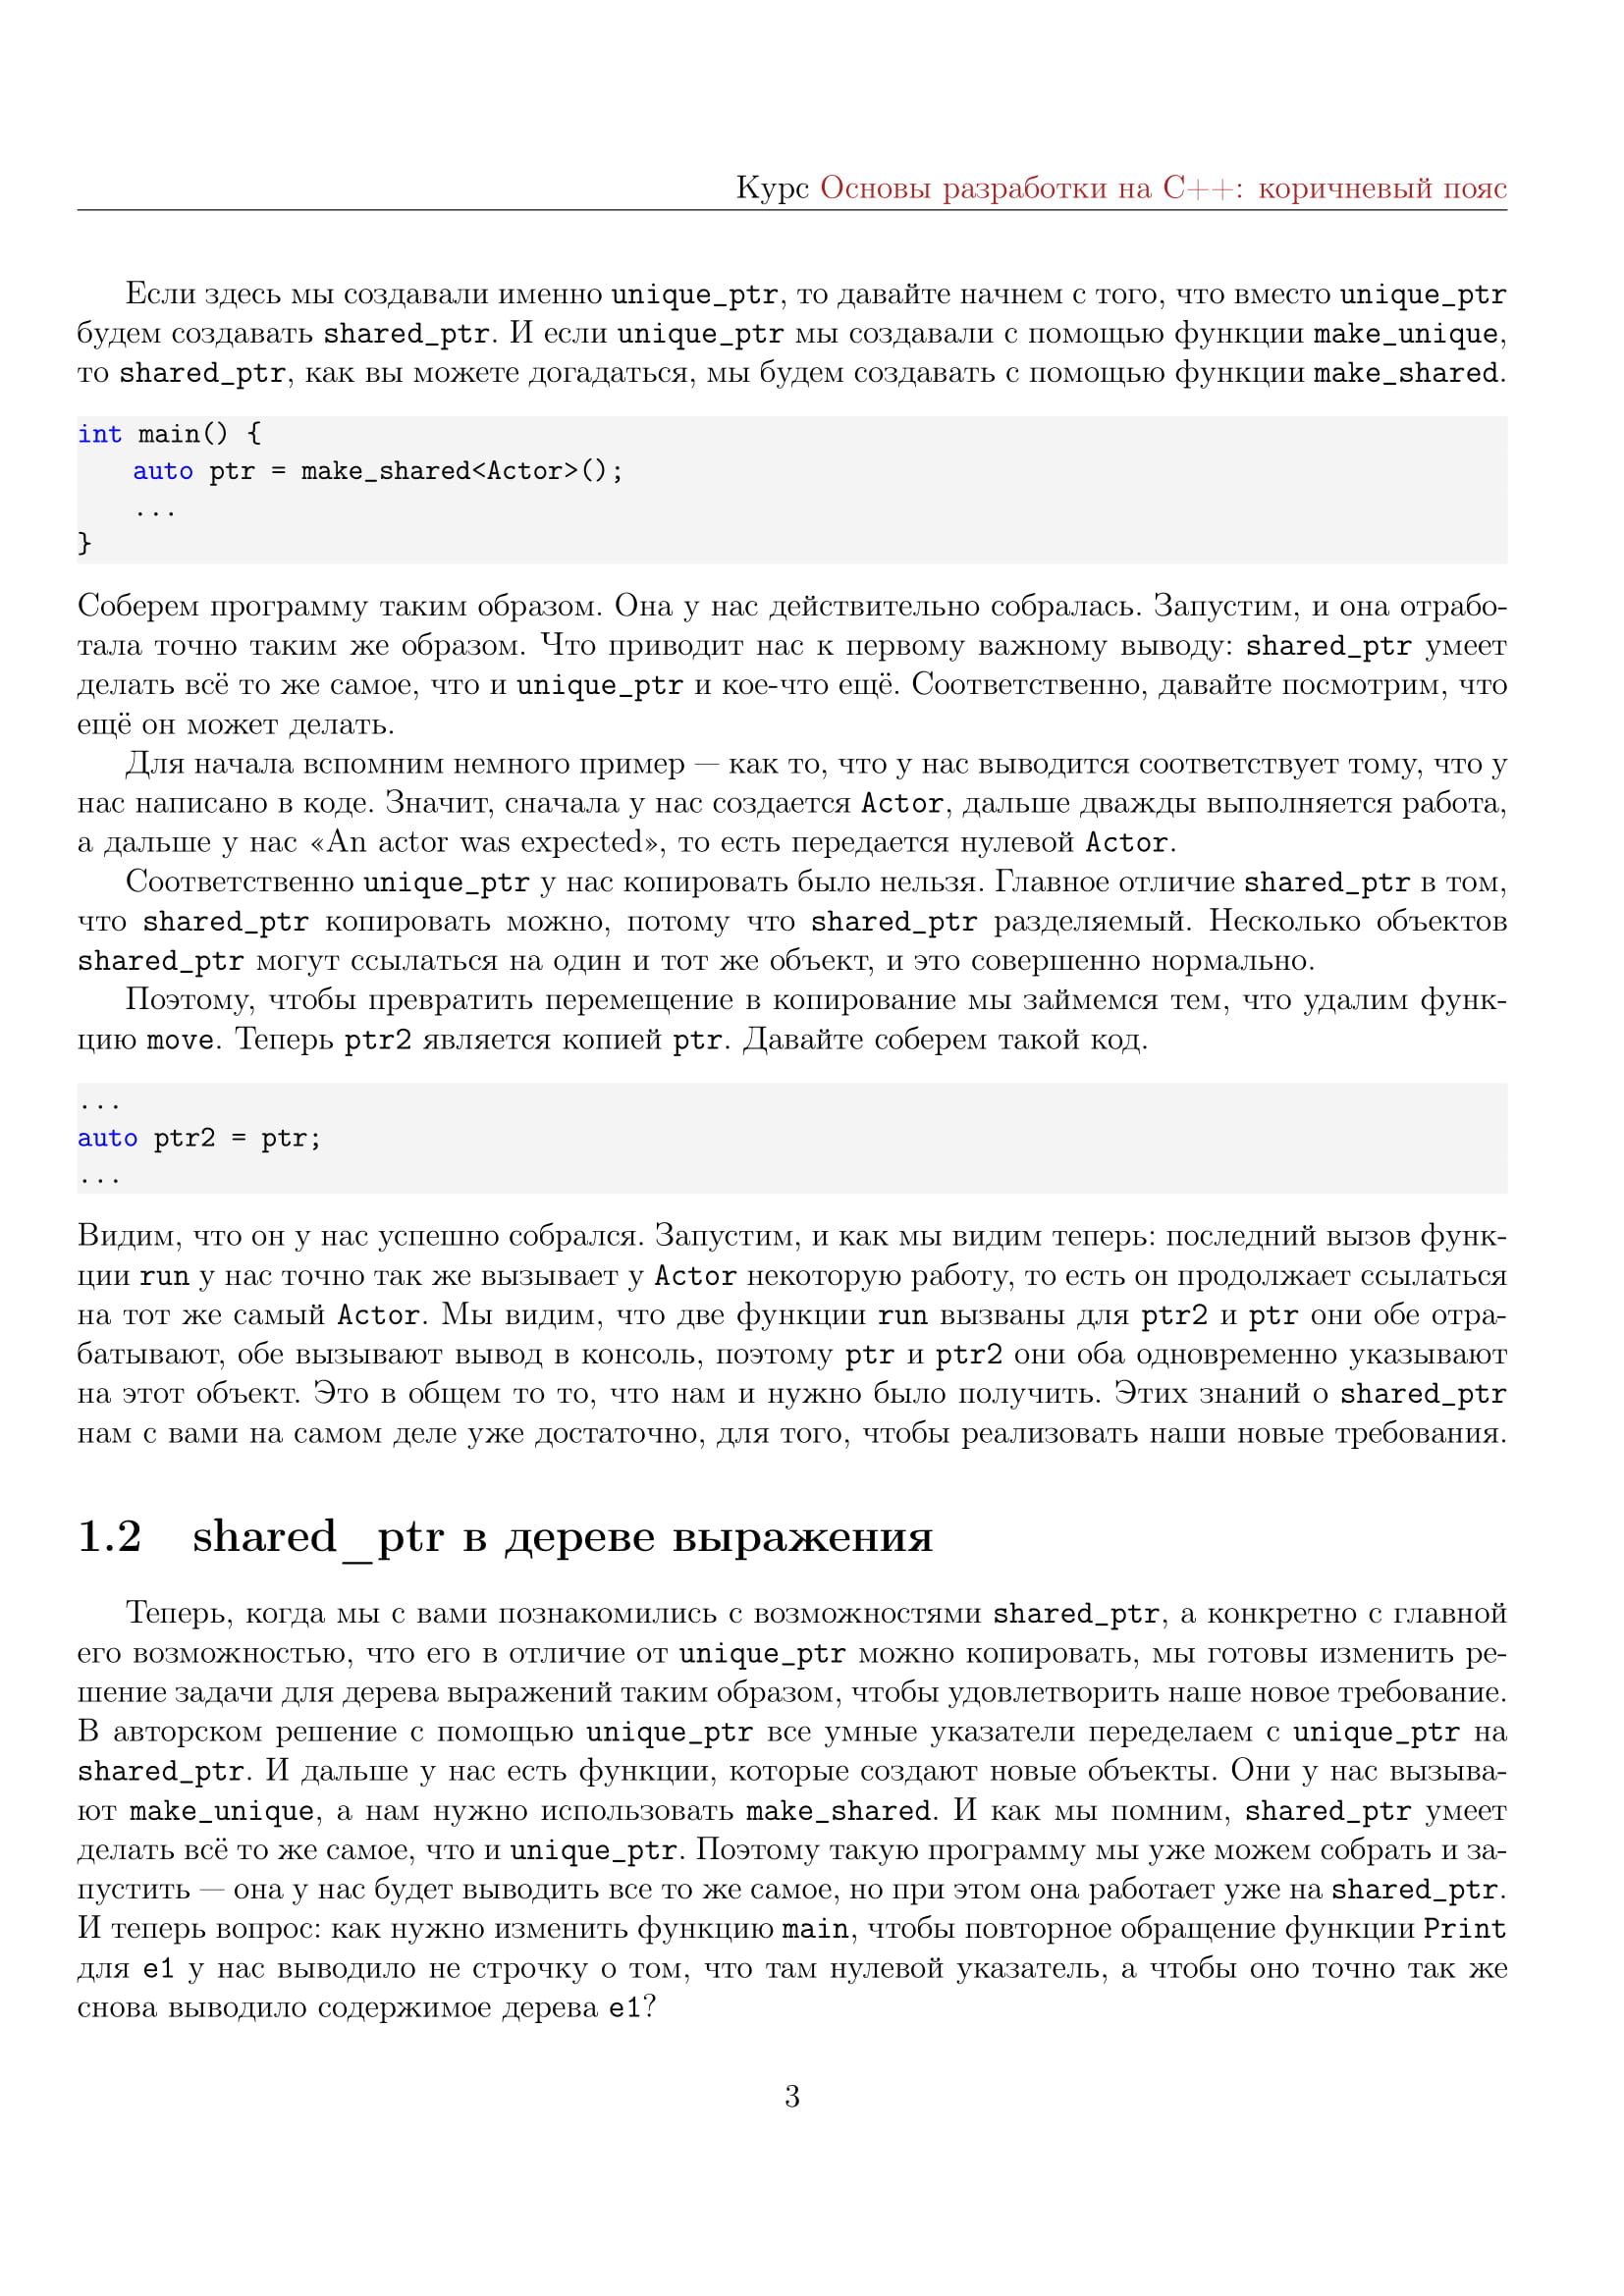 Курс Основы разработки на C++: коричневый пояс
Если здесь мы создавали именно unique_ptr, то давайте начнем с того, что вместо unique_ptr
будем создавать shared_ptr. И если unique_ptr мы создавали с помощью функции make_unique,
то shared_ptr, как вы можете догадаться, мы будем создавать с помощью функции make_shared.
int main() {
    auto ptr = make_shared<Actor>();
    ...
}
Соберем программу таким образом. Она у нас действительно собралась. Запустим, и она отрабо-
тала точно таким же образом. Что приводит нас к первому важному выводу: shared_ptr умеет
делать всё то же самое, что и unique_ptr и кое-что ещё. Соответственно, давайте посмотрим, что
ещё он может делать.
Для начала вспомним немного пример — как то, что у нас выводится соответствует тому, что у
нас написано в коде. Значит, сначала у нас создается Actor, дальше дважды выполняется работа,
а дальше у нас «An actor was expected», то есть передается нулевой Actor.
Соответственно unique_ptr у нас копировать было нельзя. Главное отличие shared_ptr в том,
что shared_ptr копировать можно, потому что shared_ptr разделяемый. Несколько объектов
shared_ptr могут ссылаться на один и тот же объект, и это совершенно нормально.
Поэтому, чтобы превратить перемещение в копирование мы займемся тем, что удалим функ-
цию move. Теперь ptr2 является копией ptr. Давайте соберем такой код.
...
auto ptr2 = ptr;
...
Видим, что он у нас успешно собрался. Запустим, и как мы видим теперь: последний вызов функ-
ции run у нас точно так же вызывает у Actor некоторую работу, то есть он продолжает ссылаться
на тот же самый Actor. Мы видим, что две функции run вызваны для ptr2 и ptr они обе отра-
батывают, обе вызывают вывод в консоль, поэтому ptr и ptr2 они оба одновременно указывают
на этот объект. Это в общем то то, что нам и нужно было получить. Этих знаний о shared_ptr
нам с вами на самом деле уже достаточно, для того, чтобы реализовать наши новые требования.
1.2 shared_ptr в дереве выражения
Теперь, когда мы с вами познакомились с возможностями shared_ptr, а конкретно с главной
его возможностью, что его в отличие от unique_ptr можно копировать, мы готовы изменить ре-
шение задачи для дерева выражений таким образом, чтобы удовлетворить наше новое требование.
В авторском решение с помощью unique_ptr все умные указатели переделаем с unique_ptr на
shared_ptr. И дальше у нас есть функции, которые создают новые объекты. Они у нас вызыва-
ют make_unique, а нам нужно использовать make_shared. И как мы помним, shared_ptr умеет
делать всё то же самое, что и unique_ptr. Поэтому такую программу мы уже можем собрать и за-
пустить — она у нас будет выводить все то же самое, но при этом она работает уже на shared_ptr.
И теперь вопрос: как нужно изменить функцию main, чтобы повторное обращение функции Print
для e1 у нас выводило не строчку о том, что там нулевой указатель, а чтобы оно точно так же
снова выводило содержимое дерева e1?
3